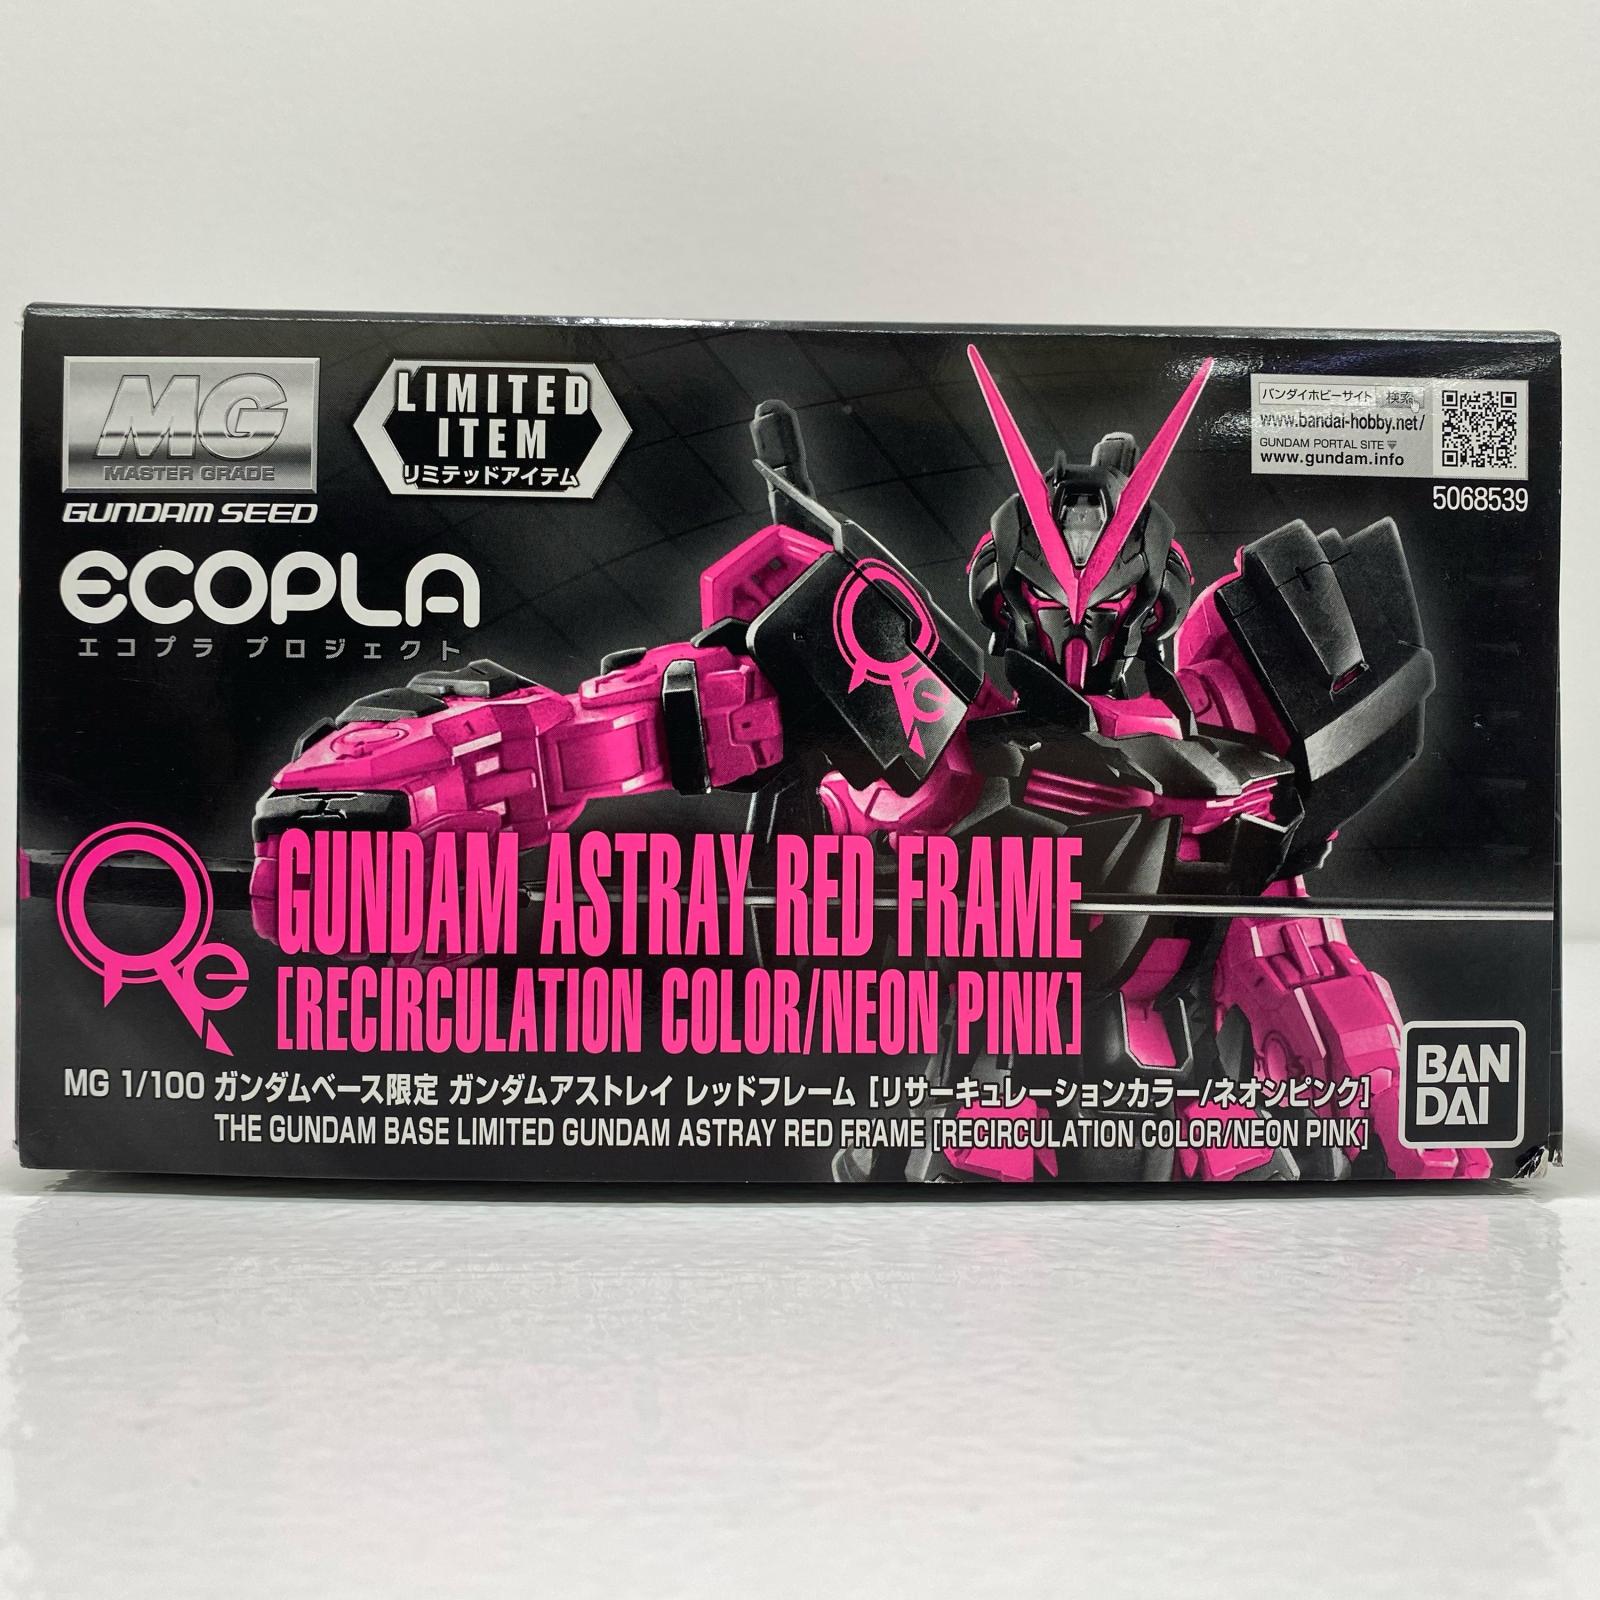 MG
MASTER GRADE
GUNDAM SEED
LIMITED
ITEM
リミテッドアイテム
バンダイホビーサイト 検索
www.bandai-hobby.net/
GUNDAM PORTAL SITE
www.gundam.info
5068539
ECOPLA
エコプラ プロジェクト
Re
Re
GUNDAM ASTRAY RED FRAME
[RECIRCULATION COLOR/NEON PINK]
MG 1/100 ガンダムベース限定 ガンダムアストレイ レッドフレーム [リサーキュレーションカラー/ネオンピンク]
THE GUNDAM BASE LIMITED GUNDAM ASTRAY RED FRAME [RECIRCULATION COLOR/NEON PINK]
BAN
DAI